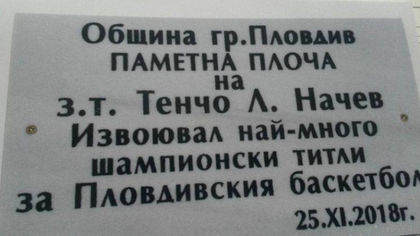 Община гр.Пловдив
ПАМЕТНА ПЛОЧА
на
з.т. Тенчо Л. Начев
Извоювал най-много
шампионски титли
за Пловдивския баскетбол
25.XI.2018г.